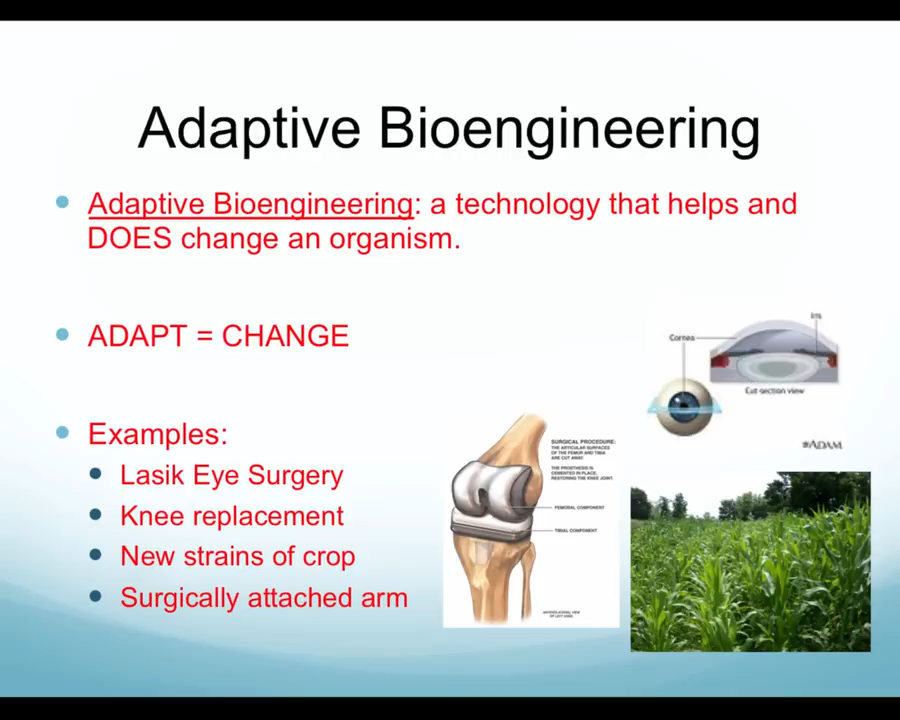 Adaptive Bioengineering
Adaptive Bioengineering: a technology that helps and
DOES change an organism.
ADAPT = CHANGE
Examples:
Lasik Eye Surgery
Knee replacement
New strains of crop
Surgically attached arm
Iris
Cornea
Cut section view
ADAM
SURGICAL PROCEDURE:
THE ARTICULAR SURFACES
OF THE FEMUR AND TIBIA
ARE CUT AWAY.
THE PROSTHESIS IS
CEMENTED IN PLACE,
RESTORING THE KNEE JOINT.
FEMORAL COMPONENT
TIBIAL COMPONENT
OF LEFT KNEE